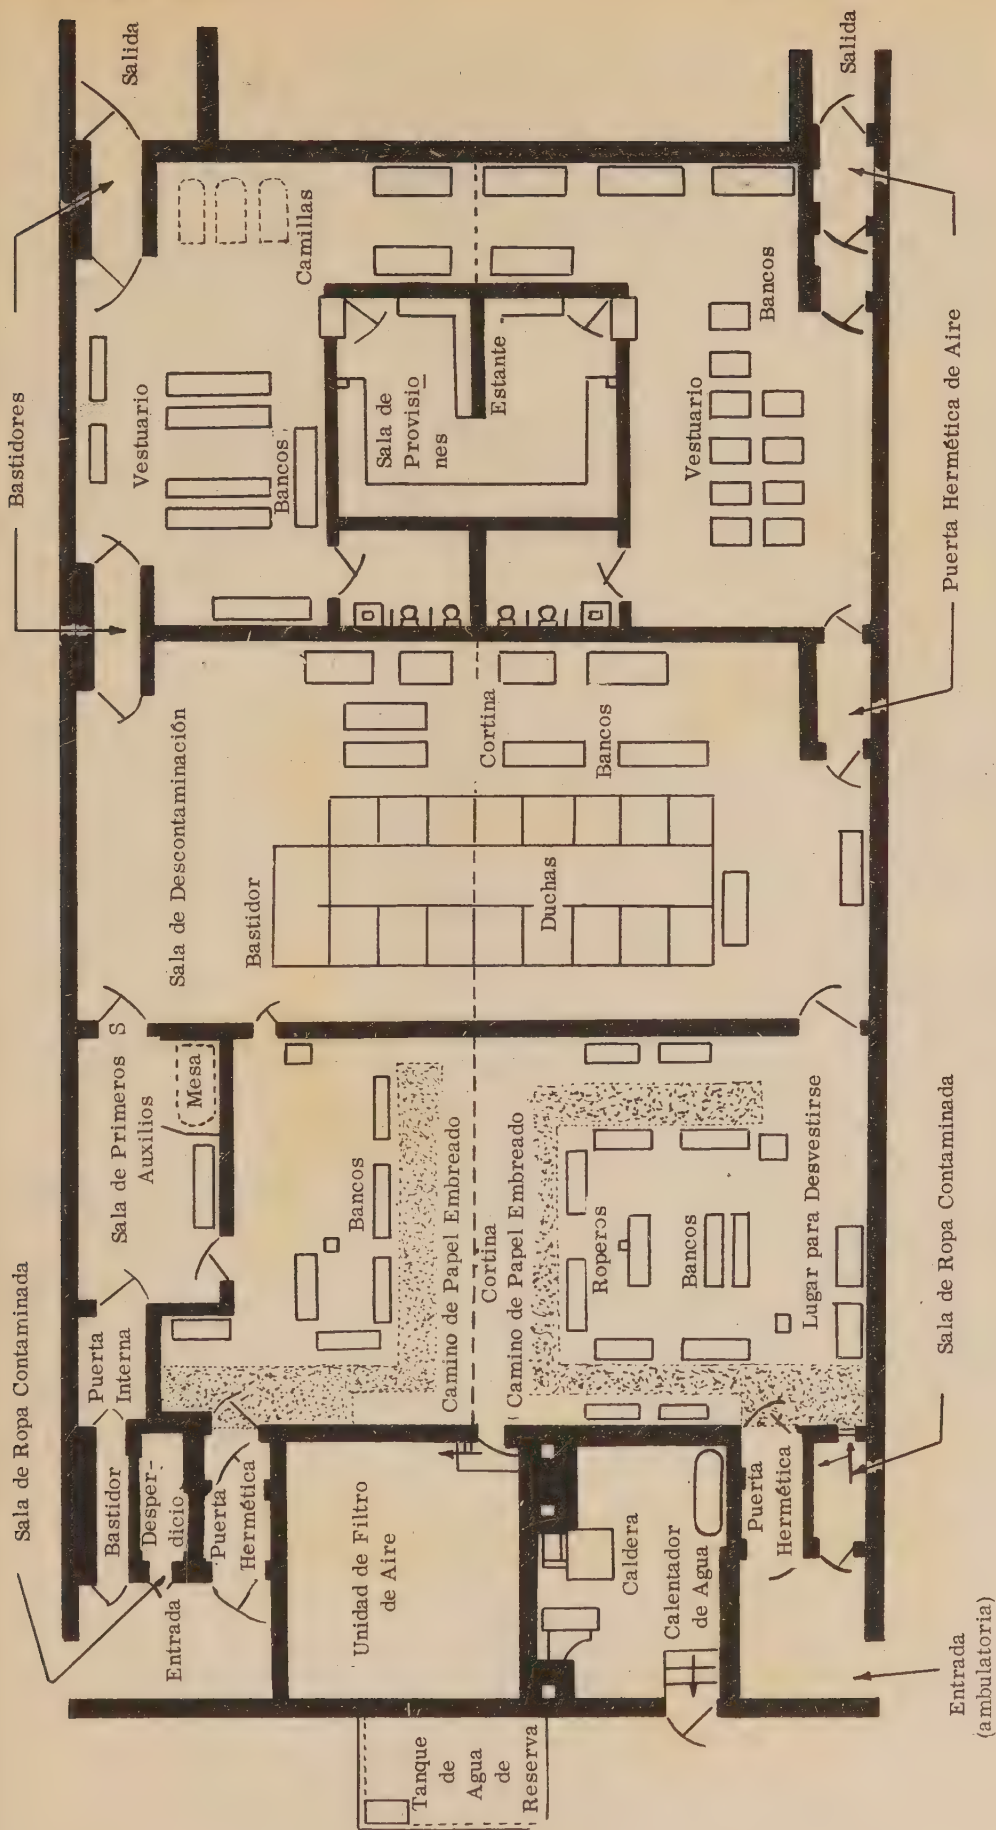 Sala de Ropa Contaminada
Bastidores
Salida
Bastidor
Desper-
dicio
Puerta
Interna
Sala de Primeros
Auxilios
S
Mesa
Sala de Descontaminación
Vestuario
Camillas
Entrada
Puerta
Hermética
Bancos
Bastidor
Bancos
Sala de
Provisio
nes
Estante
Unidad de Filtro
de Aire
Camino de Papel Embreado
Cortina
Camino de Papel Embreado
Duchas
Cortina
Bancos
Tanque
de
Agua
de
Reserva
Caldera
Calentador
de Agua
Roperos
Bancos
Lugar para Desvestirse
Vestuario
Bancos
Puerta
Hermética
Salida
Entrada
(ambulatoria)
Sala de Ropa Contaminada
Puerta Hermética de Aire